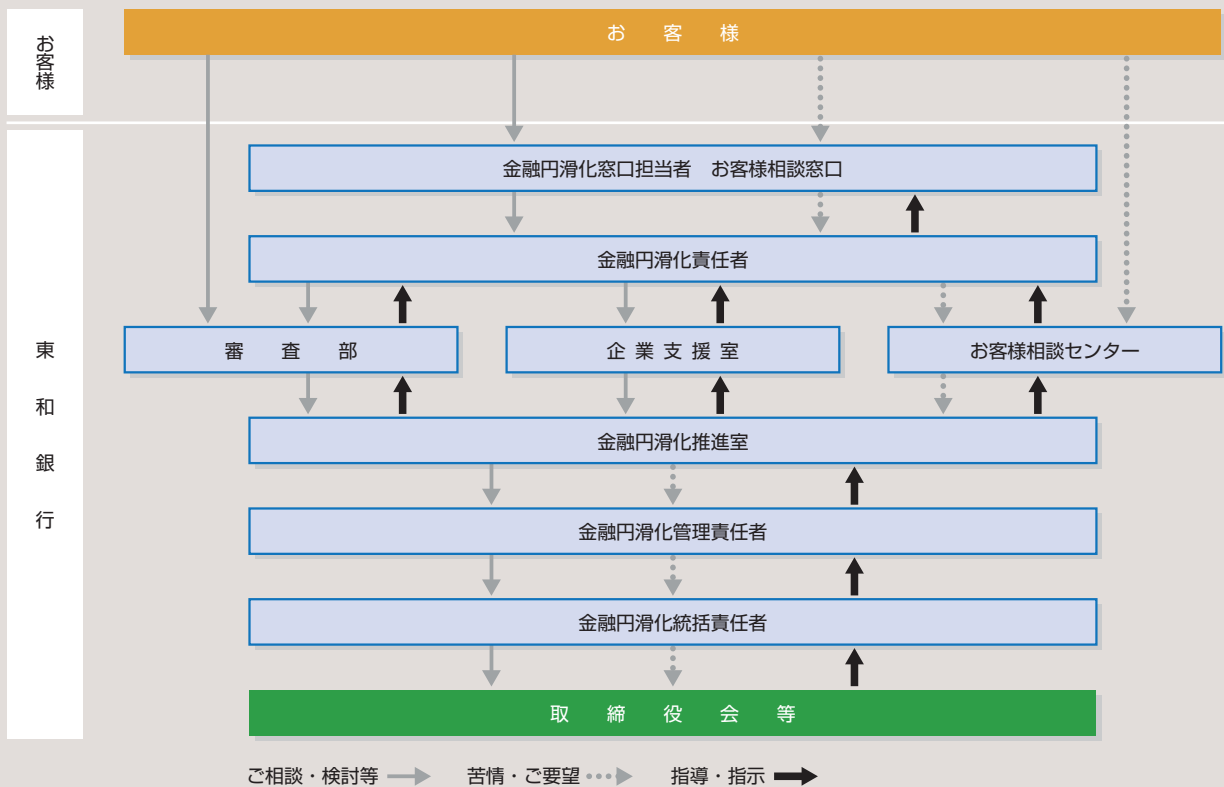 お客様
お客様
金融円滑化窓口担当者　お客様相談窓口
金融円滑化責任者
審査部
企業支援室
お客様相談センター
東和銀行
金融円滑化推進室
金融円滑化管理責任者
金融円滑化統括責任者
取締役会等
ご相談・検討等
苦情・ご要望
指導・指示